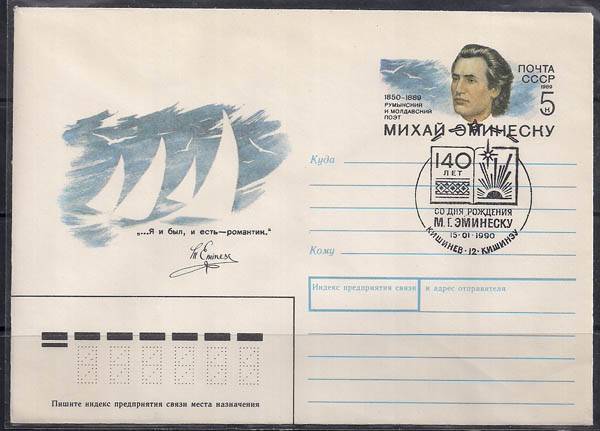 ПОЧТА
СССР
1989
5
К
1850–1889
РУМЫНСКИЙ
И МОЛДАВСКИЙ
ПОЭТ
МИХАЙ ЭМИНЕСКУ
Куда
140
ЛЕТ
СО ДНЯ РОЖДЕНИЯ
М.Г. ЭМИНЕСКУ
15·01·1990
КИШИНЕВ·12·КИШИНЭУ
„...Я и был, и есть—романтик."
M Eminescu
Кому
Индекс предприятия связи и адрес отправителя
Пишите индекс предприятия связи места назначения